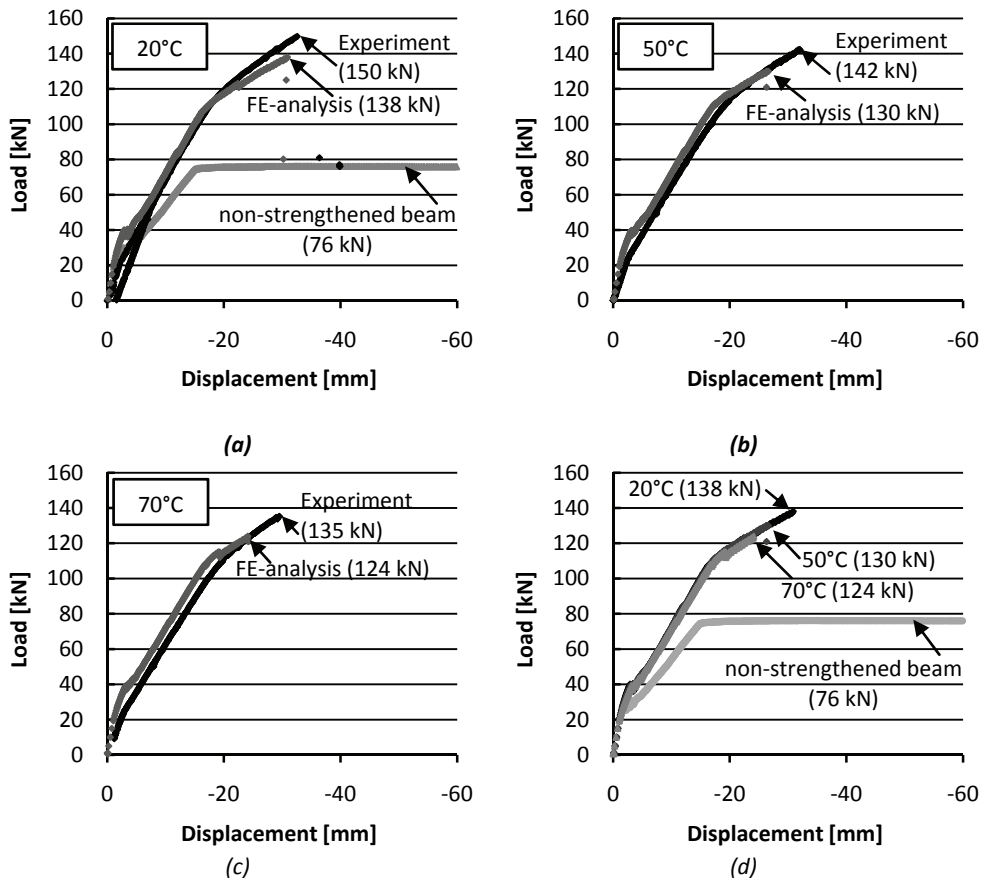 160
140
120
100
80
60
40
20
0
Load [kN]
20°C
Experiment
(150 kN)
FE-analysis (138 kN)
non-strengthened beam
(76 kN)
0 -20 -40 -60
Displacement [mm]
(a)
160
140
120
100
80
60
40
20
0
Load [kN]
50°C
Experiment
(142 kN)
FE-analysis (130 kN)
0 -20 -40 -60
Displacement [mm]
(b)
160
140
120
100
80
60
40
20
0
Load [kN]
70°C
Experiment
(135 kN)
FE-analysis (124 kN)
0 -20 -40 -60
Displacement [mm]
(c)
160
140
120
100
80
60
40
20
0
Load [kN]
20°C (138 kN)
50°C (130 kN)
70°C (124 kN)
non-strengthened beam
(76 kN)
0 -20 -40 -60
Displacement [mm]
(d)